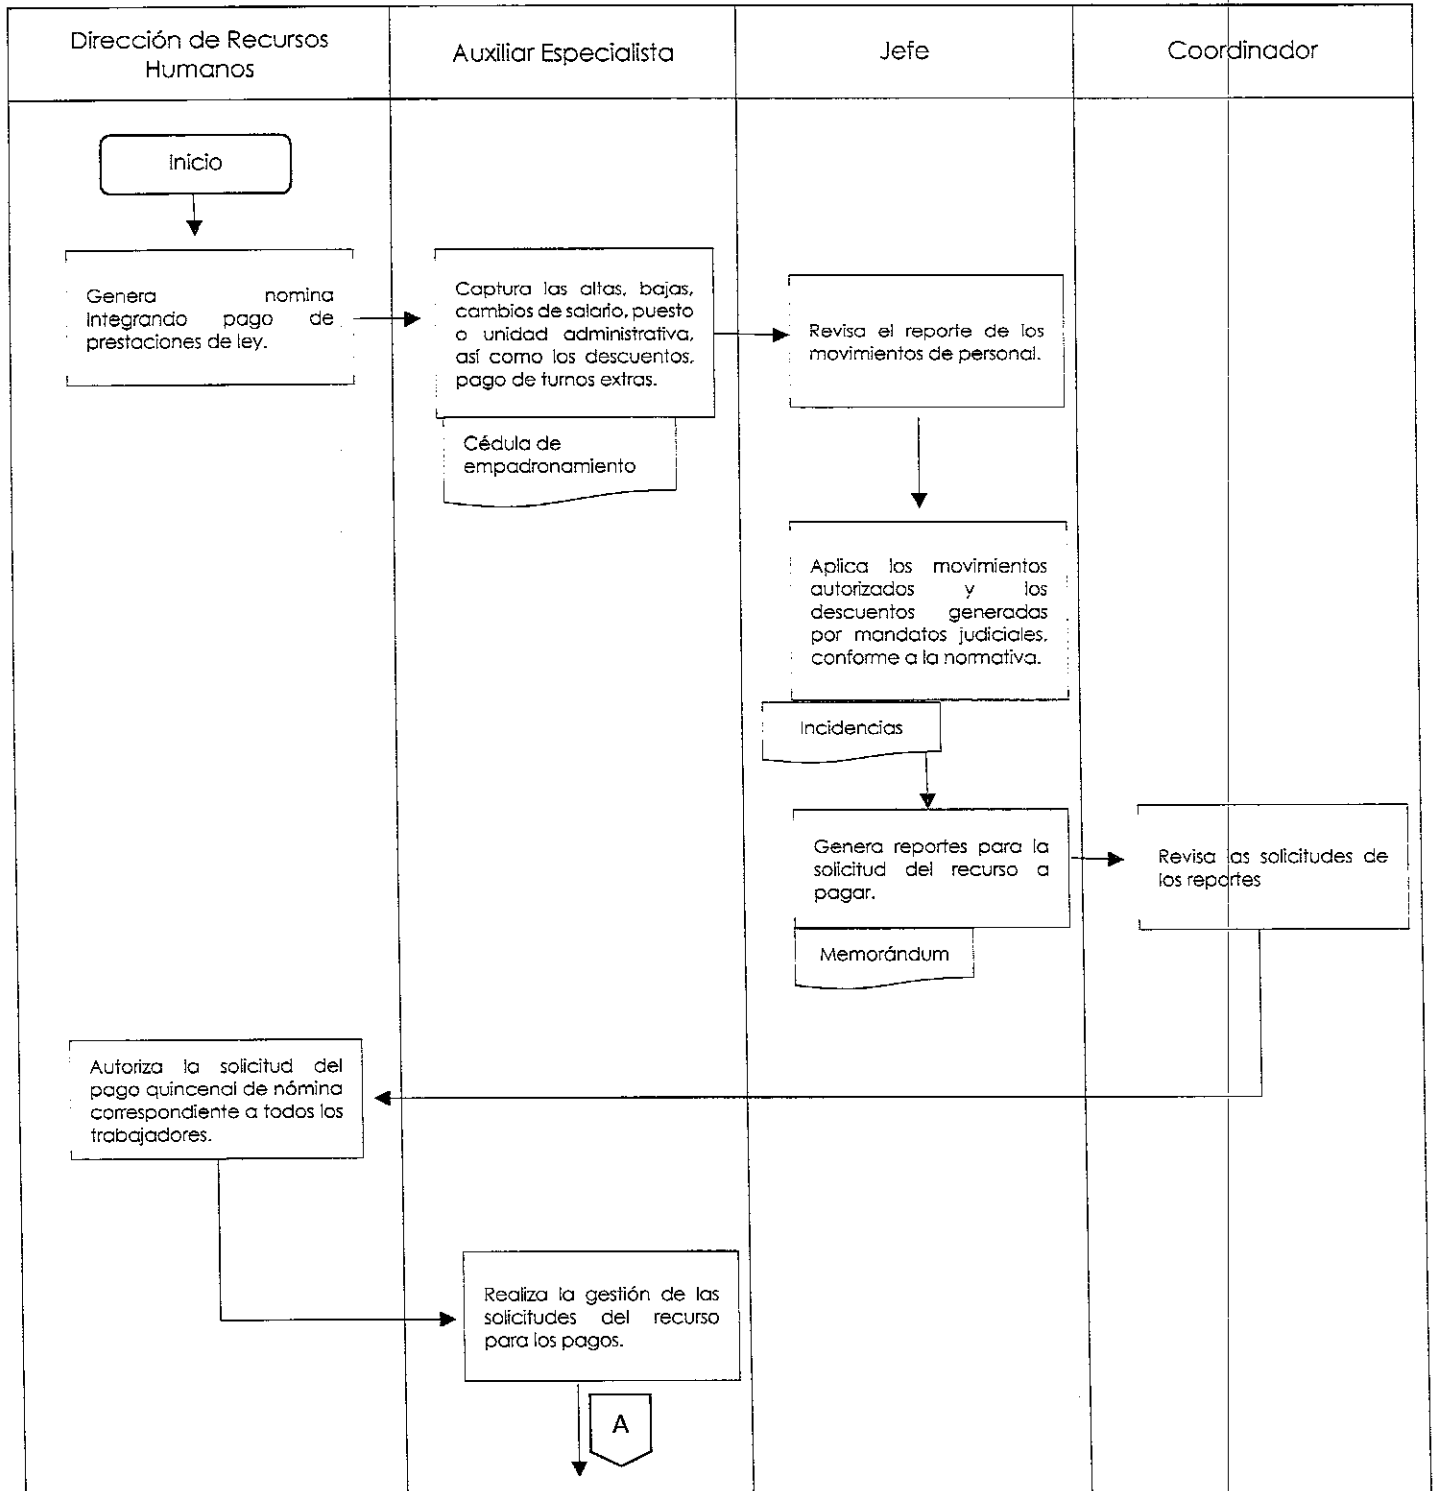 Dirección de Recursos
Humanos
Auxiliar Especialista
Jefe
Coordinador
Inicio
Genera nomina
integrando pago de
prestaciones de ley.
Captura las altas, bajas,
cambios de salario, puesto
o unidad administrativa,
así como los descuentos,
pago de turnos extras.
Cédula de
empadronamiento
Revisa el reporte de los
movimientos de personal.
Aplica los movimientos
autorizados y los
descuentos generadas
por mandatos judiciales,
conforme a la normativa.
Incidencias
Genera reportes para la
solicitud del recurso a
pagar.
Memorándum
Revisa las solicitudes de
los reportes
Autoriza la solicitud del
pago quincenal de nómina
correspondiente a todos los
trabajadores.
Realiza la gestión de las
solicitudes del recurso
para los pagos.
A